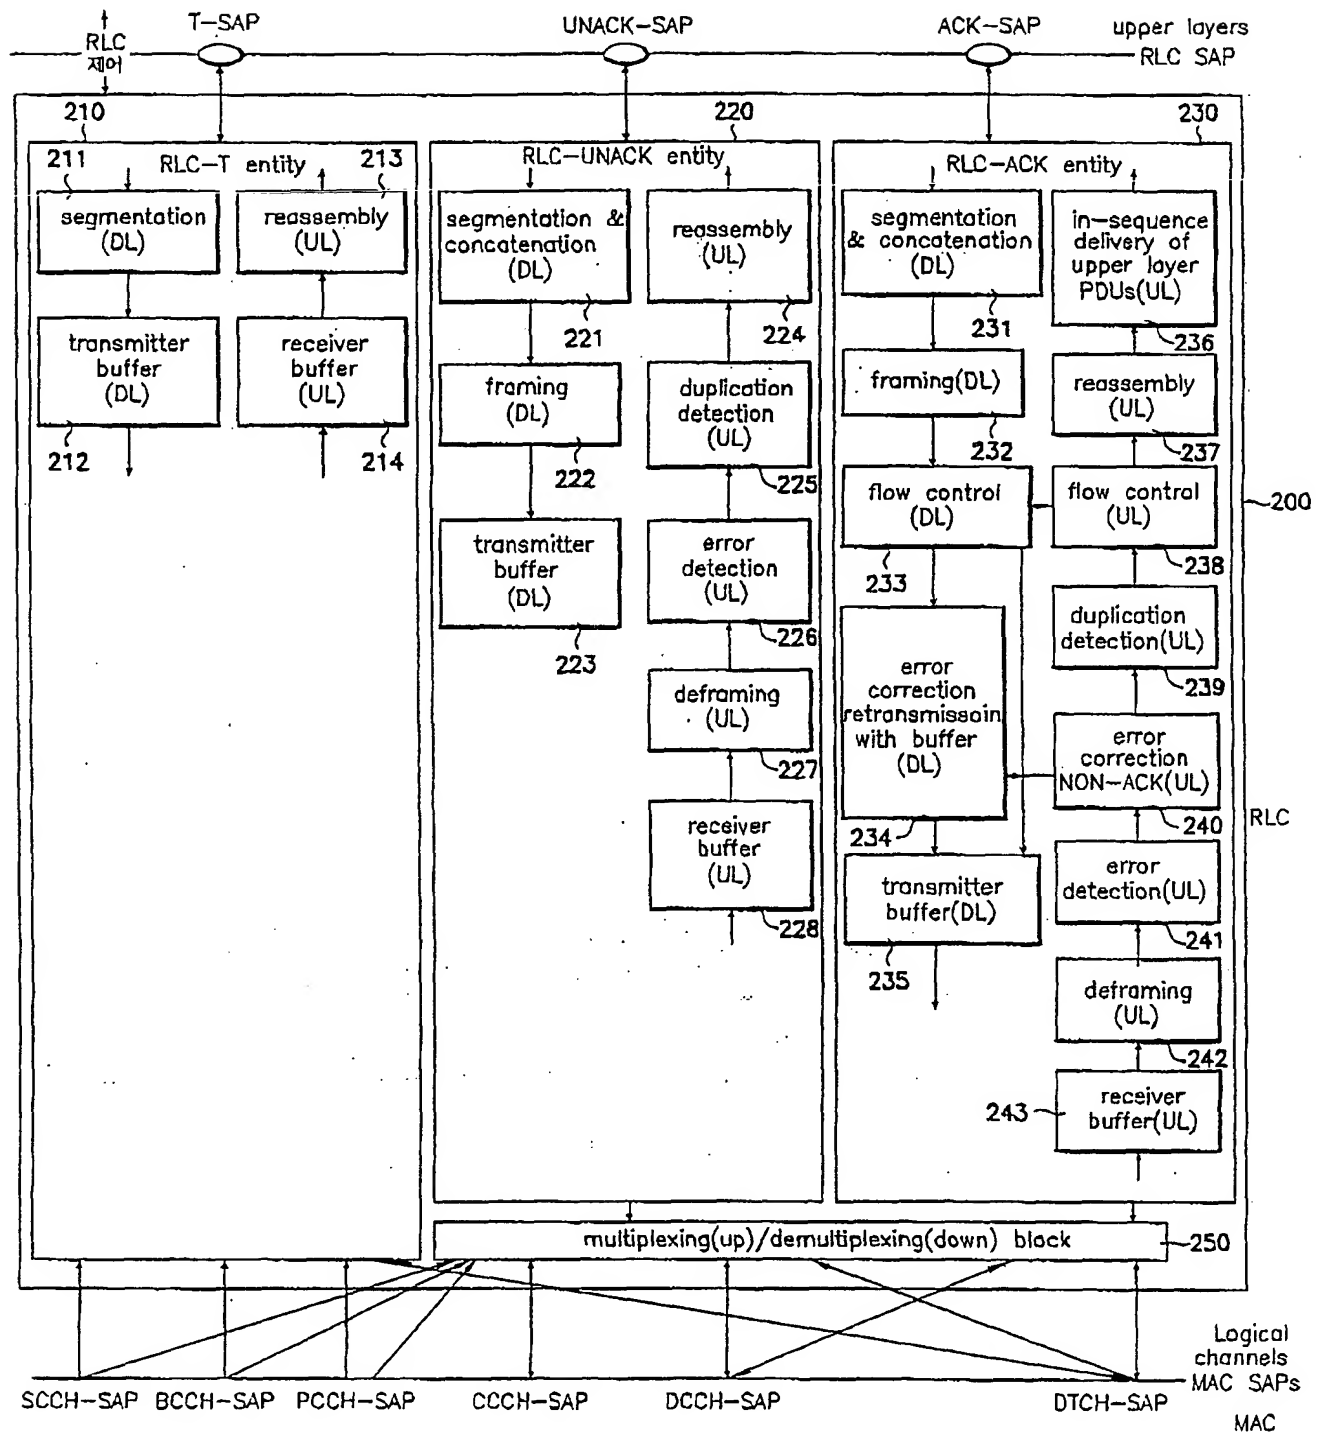 T-SAP
UNACK-SAP
ACK-SAP
upper layers
RLC
제어
RLC SAP
210
220
230
211
RLC-T entity
213
RLC-UNACK entity
RLC-ACK entity
segmentation
(DL)
reassembly
(UL)
segmentation &
concatenation
(DL)
reassembly
(UL)
segmentation
& concatenation
(DL)
in-sequence
delivery of
upper layer
PDUs(UL)
221
224
231
236
transmitter
buffer
(DL)
receiver
buffer
(UL)
framing
(DL)
duplication
detection
(UL)
framing(DL)
reassembly
(UL)
212
214
222
225
232
237
flow control
(DL)
flow control
(UL)
200
233
238
transmitter
buffer
(DL)
error
detection
(UL)
223
226
duplication
detection(UL)
239
error
correction
retransmissoin
with buffer
(DL)
deframing
(UL)
227
error
correction
NON-ACK(UL)
234
240
RLC
receiver
buffer
(UL)
228
transmitter
buffer(DL)
235
error
detection(UL)
241
deframing
(UL)
242
243
receiver
buffer(UL)
multiplexing(up)/demultiplexing(down) block
250
Logical
channels
MAC SAPs
SCCH-SAP
BCCH-SAP
PCCH-SAP
CCCH-SAP
DCCH-SAP
DTCH-SAP
MAC